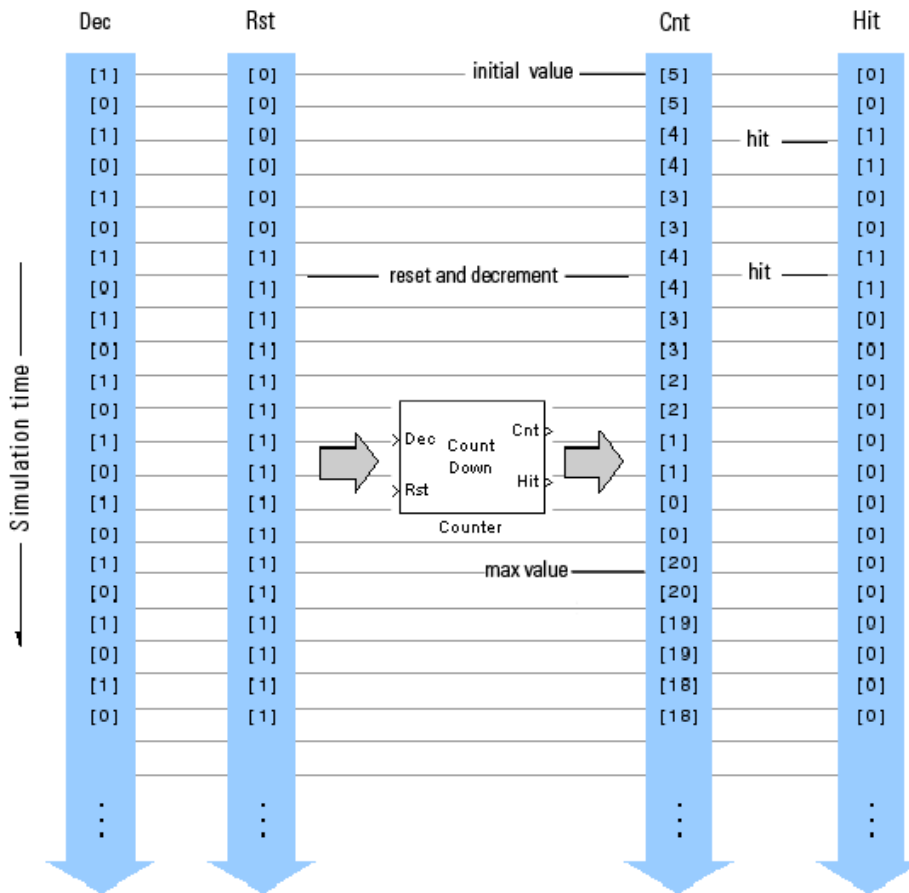 Dec Rst Cnt Hit
[1] [0] initial value [5] [0]
[0] [0] [5] [0]
[1] [0] [4] hit [1]
[0] [0] [4] [1]
[1] [0] [3] [0]
[0] [0] [3] [0]
[1] [1] reset and decrement [4] hit [1]
[0] [1] [4] [1]
[1] [1] [3] [0]
[0] [1] [3] [0]
[1] [1] [2] [0]
[0] [1] [2] [0]
[1] [1] [1] [0]
[0] [1] [1] [0]
[1] [1] [0] [0]
[0] [1] [0] [0]
[1] [1] max value [20] [0]
[0] [1] [20] [0]
[1] [1] [19] [0]
[0] [1] [19] [0]
[1] [1] [18] [0]
[0] [1] [18] [0]
Simulation time
Dec Count Down Cnt
Rst Hit
Counter